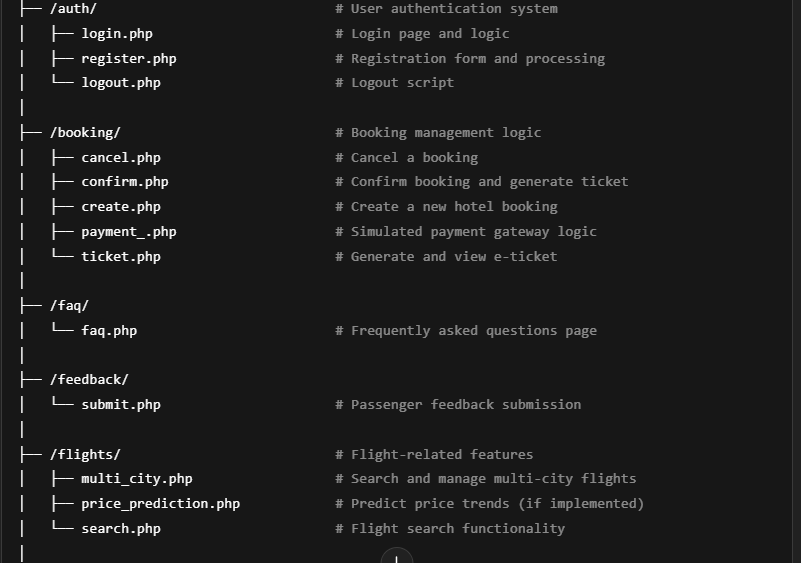 ├── /auth/                              # User authentication system
│   ├── login.php                       # Login page and logic
│   ├── register.php                    # Registration form and processing
│   └── logout.php                      # Logout script
│
├── /booking/                           # Booking management logic
│   ├── cancel.php                      # Cancel a booking
│   ├── confirm.php                     # Confirm booking and generate ticket
│   ├── create.php                      # Create a new hotel booking
│   ├── payment_.php                    # Simulated payment gateway logic
│   └── ticket.php                      # Generate and view e-ticket
│
├── /faq/
│   └── faq.php                         # Frequently asked questions page
│
├── /feedback/
│   └── submit.php                      # Passenger feedback submission
│
├── /flights/                           # Flight-related features
│   ├── multi_city.php                  # Search and manage multi-city flights
│   ├── price_prediction.php            # Predict price trends (if implemented)
│   └── search.php                      # Flight search functionality
│